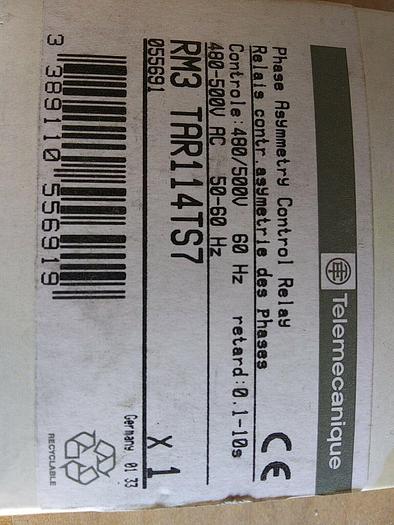 Telemecanique
Phase Asymmetry Control Relay
Relais contr.asymetrie des Phases
Controle:480/500V 60 Hz retard:0.1-10s
480-500V AC 50-60 Hz
RM3 TAR114TS7 X 1
055691
Germany 01 33
3 389110 556919
RECYCLABLE
CE